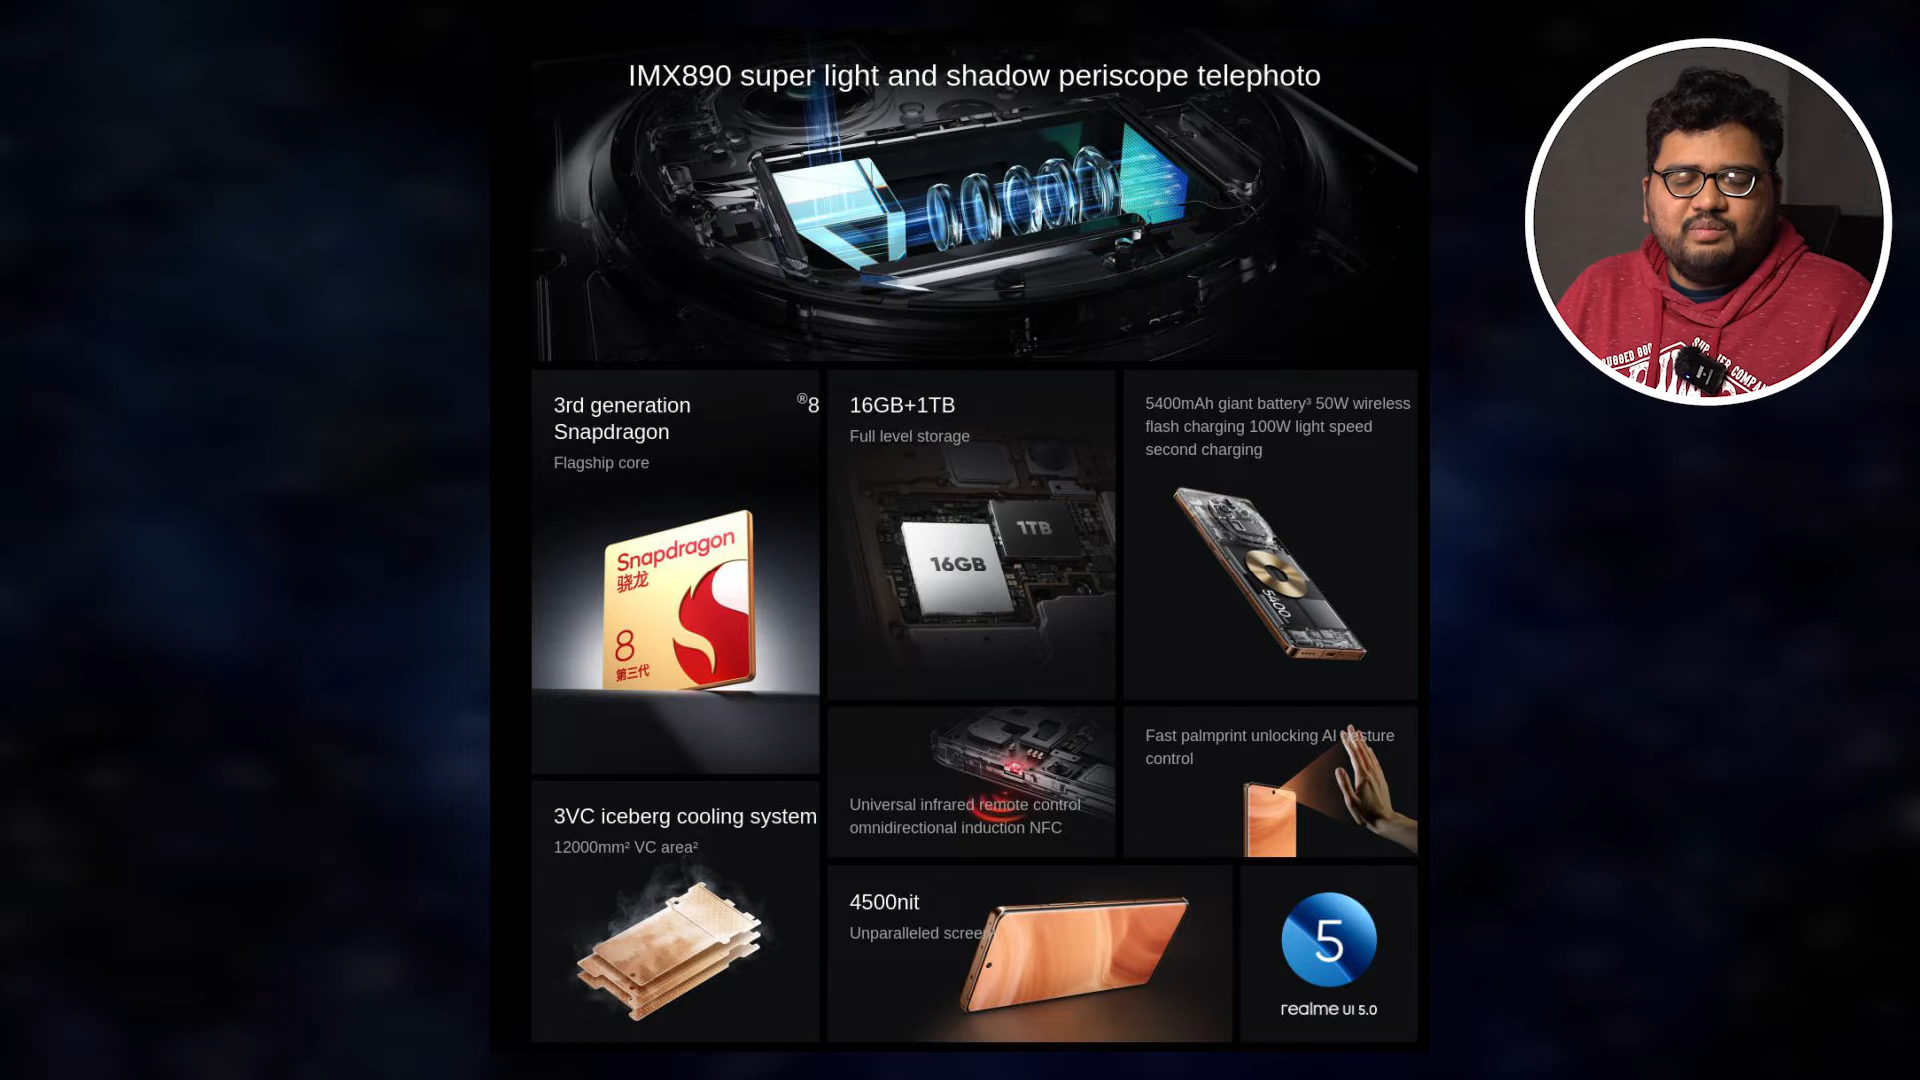 IMX890 super light and shadow periscope telephoto
3rd generation ®8
Snapdragon
Flagship core
Snapdragon
骁龙
8
第三代
16GB+1TB
Full level storage
1TB
16GB
5400mAh giant battery³ 50W wireless
flash charging 100W light speed
second charging
5400
Universal infrared remote control
omnidirectional induction NFC
Fast palmprint unlocking AI gesture
control
3VC iceberg cooling system
12000mm² VC area²
4500nit
Unparalleled screen
5
realme UI 5.0